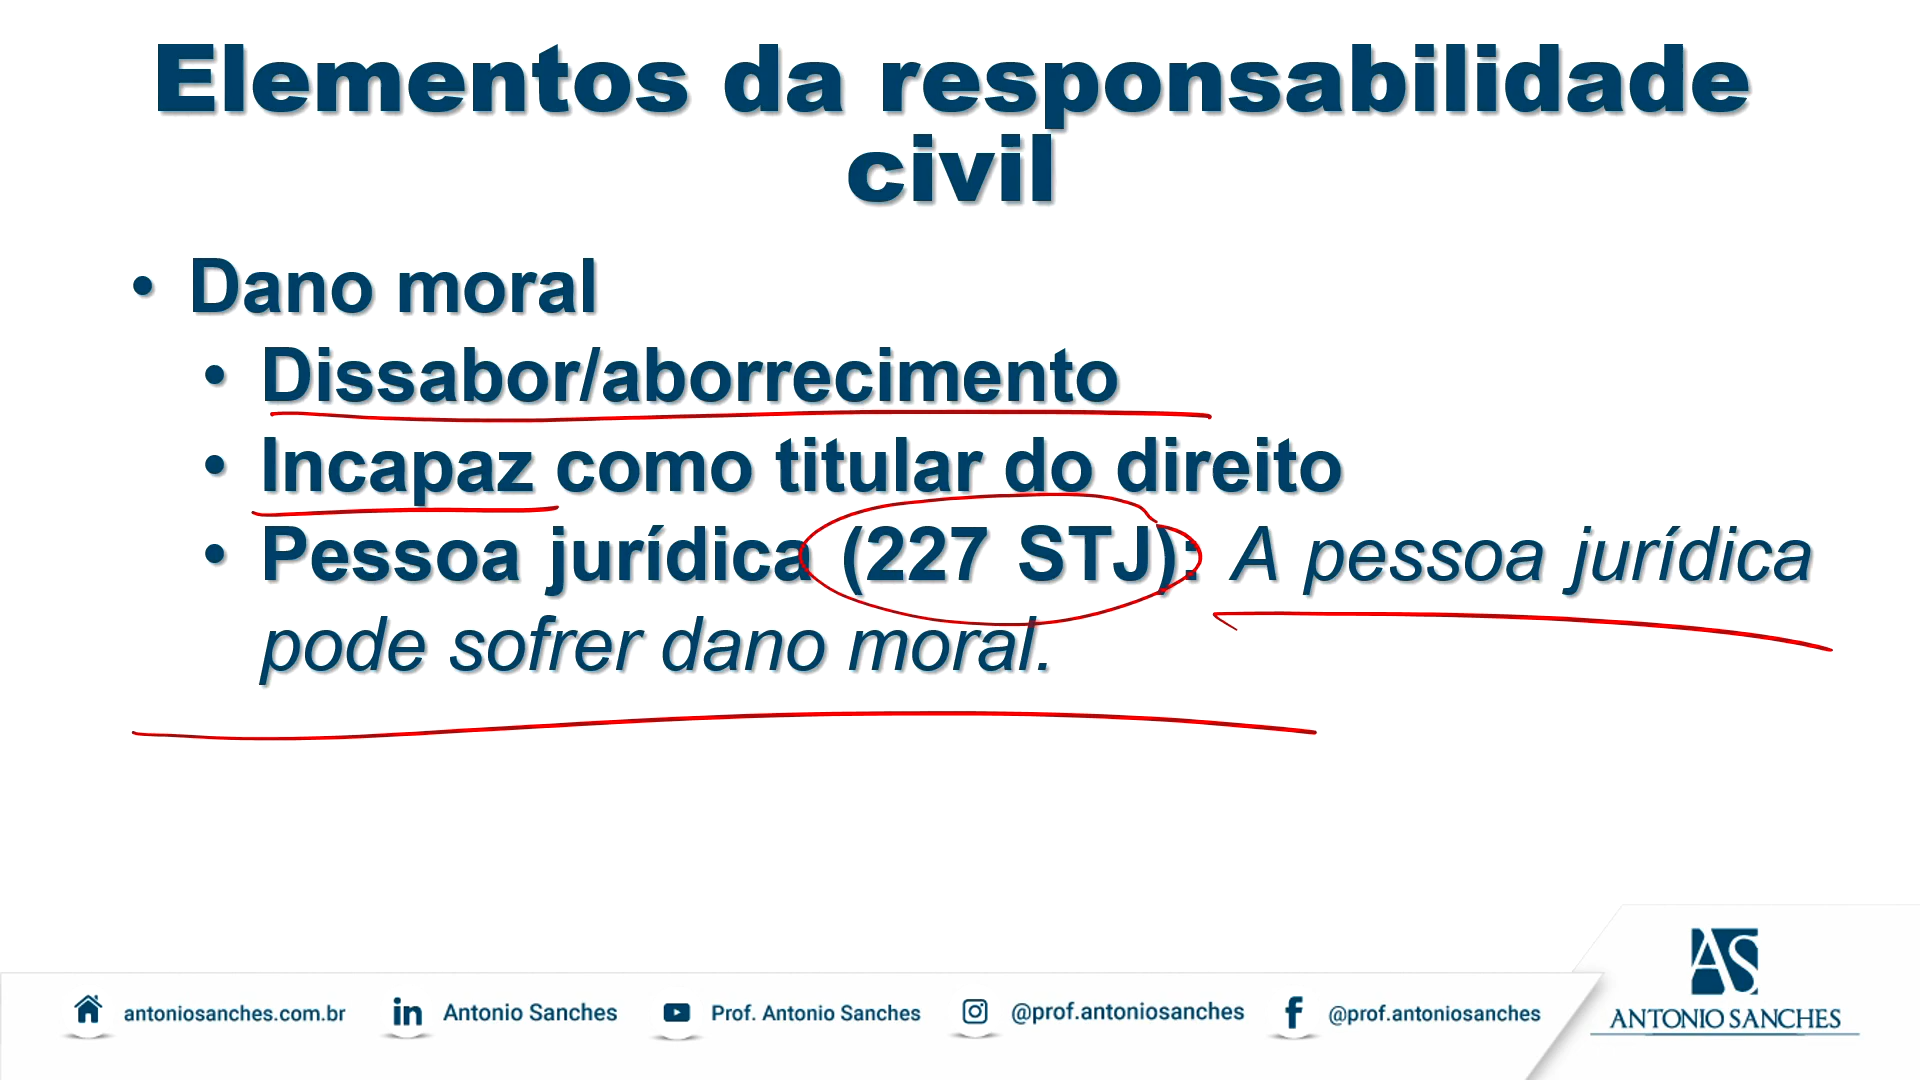 Elementos da responsabilidade
civil
• Dano moral
• Dissabor/aborrecimento
• Incapaz como titular do direito
• Pessoa jurídica (227 STJ): A pessoa jurídica
pode sofrer dano moral.
antoniosanches.com.br
in Antonio Sanches
Prof. Antonio Sanches
@prof.antoniosanches
f @prof.antoniosanches
AS
ANTONIO SANCHES